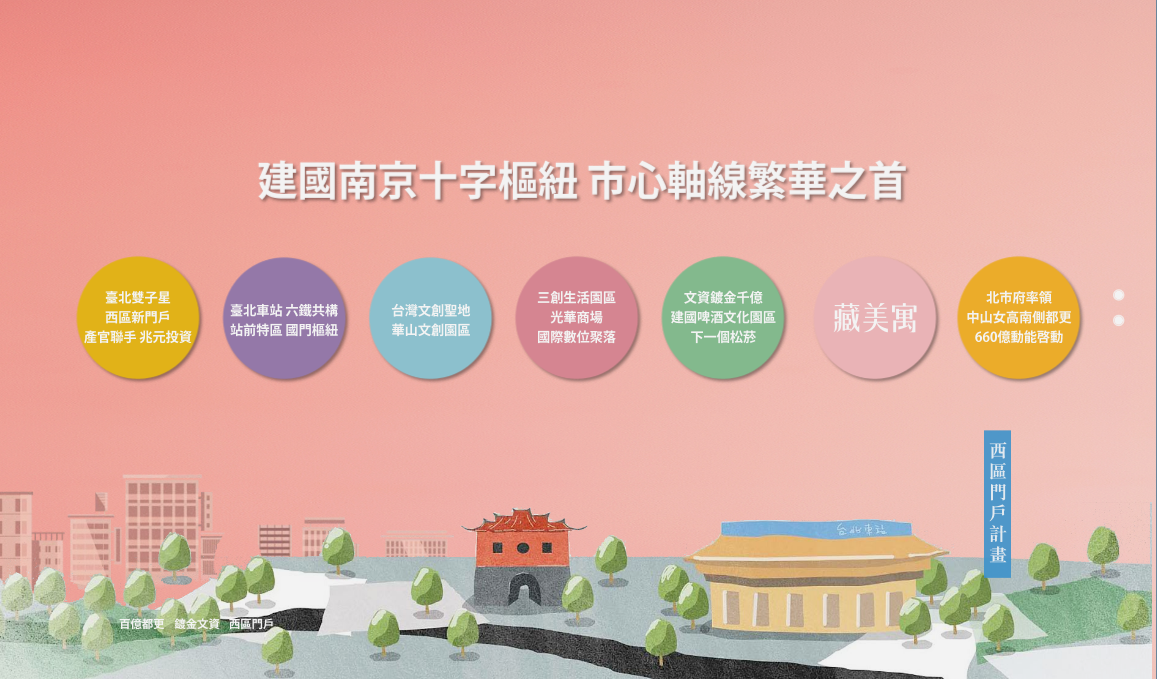 建國南京十字樞紐 市心軸線繁華之首
臺北雙子星
西區新門戶
產官聯手 兆元投資
臺北車站 六鐵共構
站前特區 國門樞紐
台灣文創聖地
華山文創園區
三創生活園區
光華商場
國際數位聚落
文資鍍金千億
建國啤酒文化園區
下一個松菸
藏美寓
北市府率領
中山女高南側都更
660億動能啓動
西區門戶計畫
台北車站
百億都更 鍍金文資 西區門戶